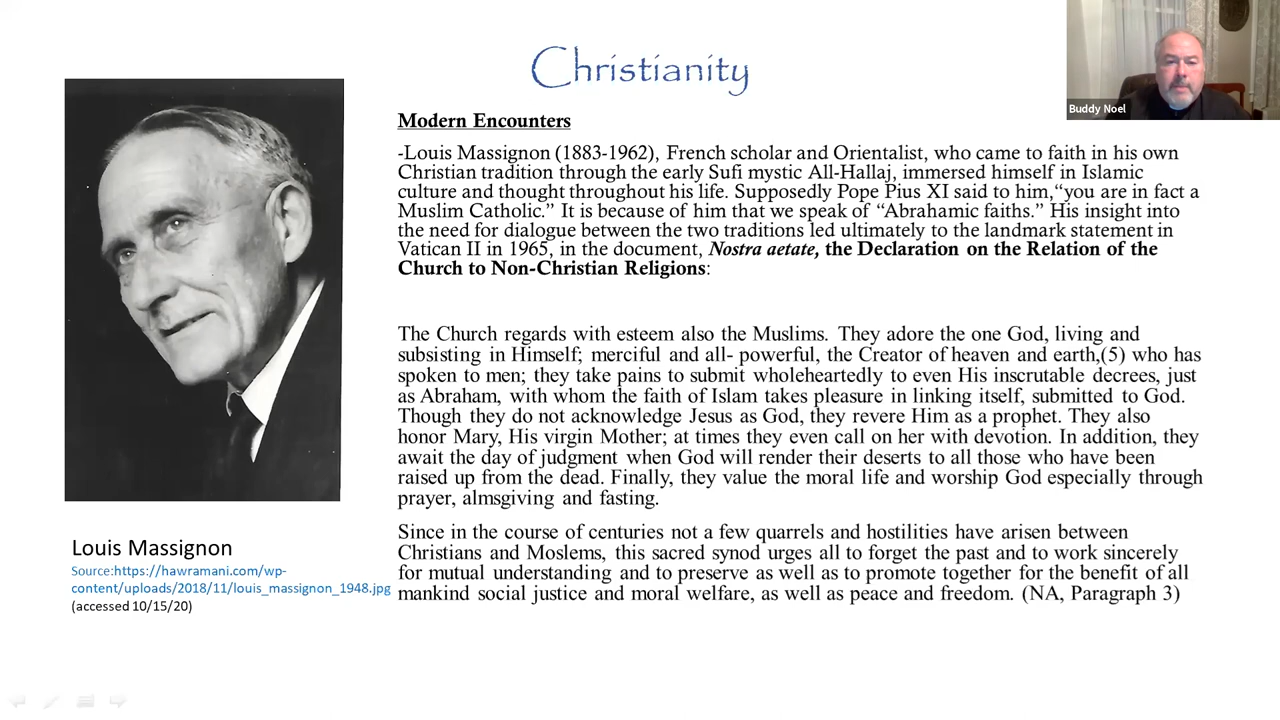 Christianity
Buddy Noel
Modern Encounters
-Louis Massignon (1883-1962), French scholar and Orientalist, who came to faith in his own
Christian tradition through the early Sufi mystic All-Hallaj, immersed himself in Islamic
culture and thought throughout his life. Supposedly Pope Pius XI said to him,“you are in fact a
Muslim Catholic.” It is because of him that we speak of “Abrahamic faiths.” His insight into
the need for dialogue between the two traditions led ultimately to the landmark statement in
Vatican II in 1965, in the document, Nostra aetate, the Declaration on the Relation of the
Church to Non-Christian Religions:
The Church regards with esteem also the Muslims. They adore the one God, living and
subsisting in Himself; merciful and all- powerful, the Creator of heaven and earth,(5) who has
spoken to men; they take pains to submit wholeheartedly to even His inscrutable decrees, just
as Abraham, with whom the faith of Islam takes pleasure in linking itself, submitted to God.
Though they do not acknowledge Jesus as God, they revere Him as a prophet. They also
honor Mary, His virgin Mother; at times they even call on her with devotion. In addition, they
await the day of judgment when God will render their deserts to all those who have been
raised up from the dead. Finally, they value the moral life and worship God especially through
prayer, almsgiving and fasting.
Since in the course of centuries not a few quarrels and hostilities have arisen between
Christians and Moslems, this sacred synod urges all to forget the past and to work sincerely
for mutual understanding and to preserve as well as to promote together for the benefit of all
mankind social justice and moral welfare, as well as peace and freedom. (NA, Paragraph 3)
Louis Massignon
Source:https://hawramani.com/wp-
content/uploads/2018/11/louis_massignon_1948.jpg
(accessed 10/15/20)